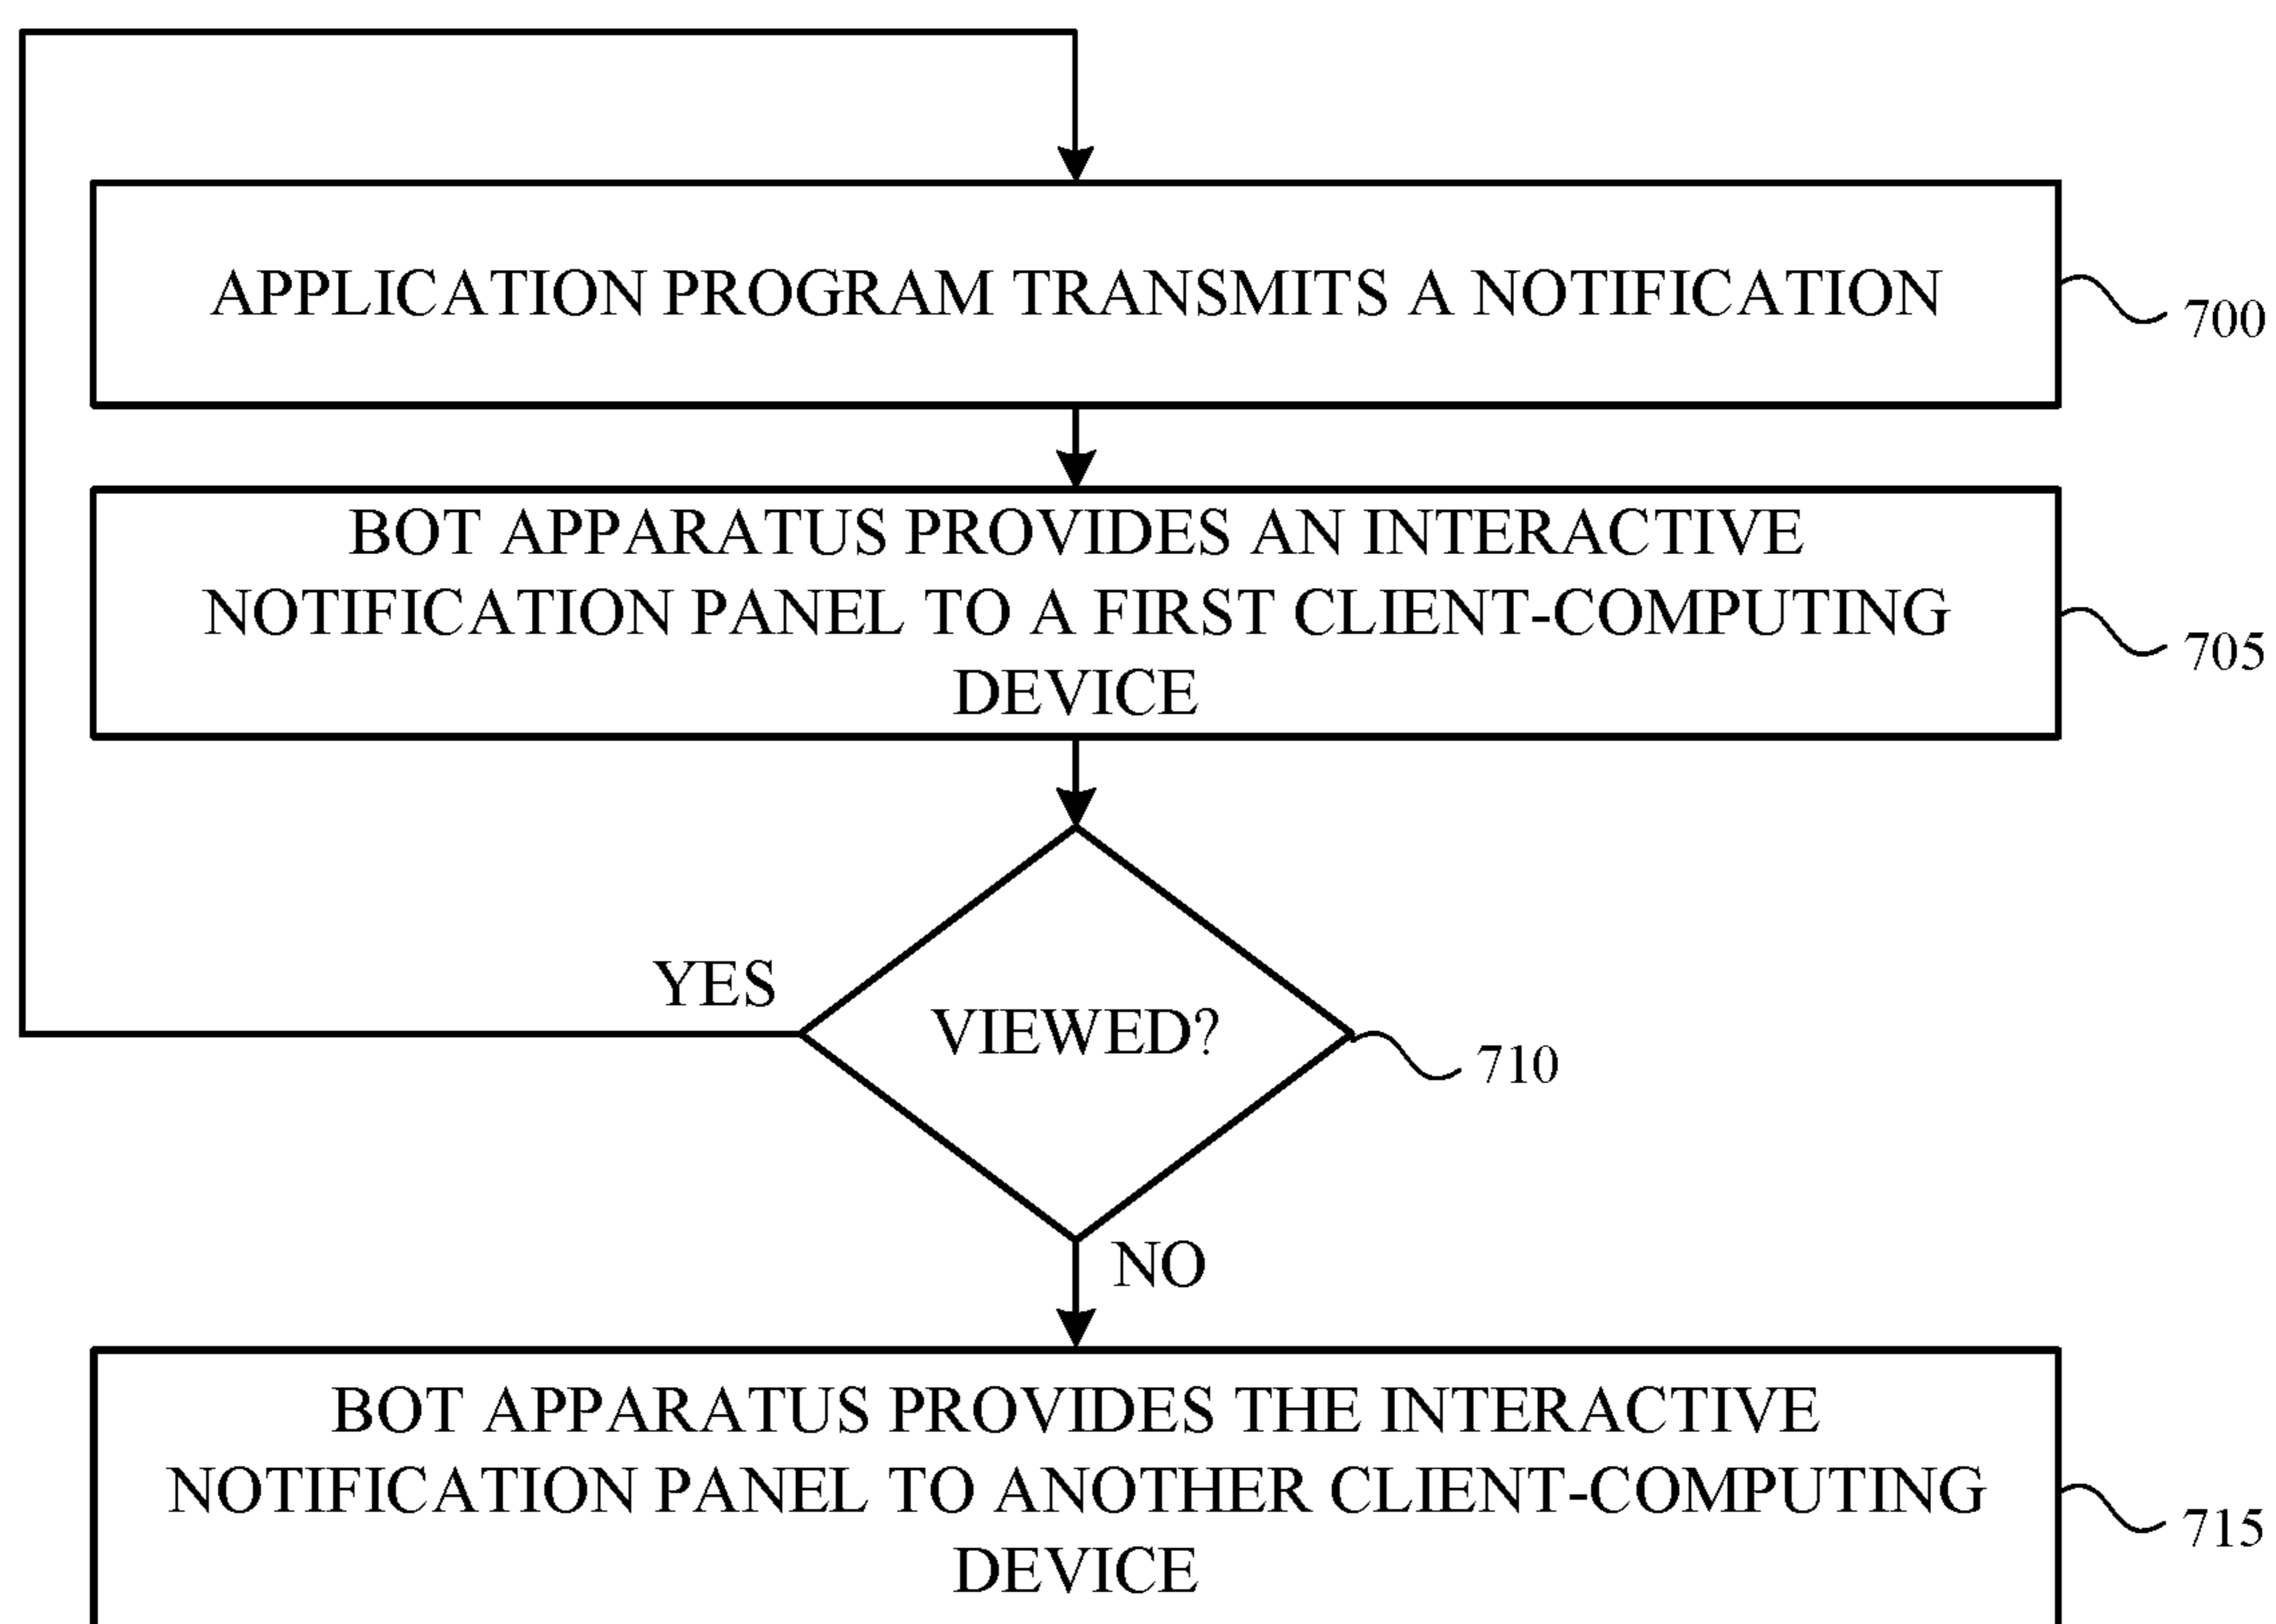 APPLICATION PROGRAM TRANSMITS A NOTIFICATION
700
BOT APPARATUS PROVIDES AN INTERACTIVE
NOTIFICATION PANEL TO A FIRST CLIENT-COMPUTING
DEVICE
705
YES
VIEWED?
710
NO
BOT APPARATUS PROVIDES THE INTERACTIVE
NOTIFICATION PANEL TO ANOTHER CLIENT-COMPUTING
DEVICE
715